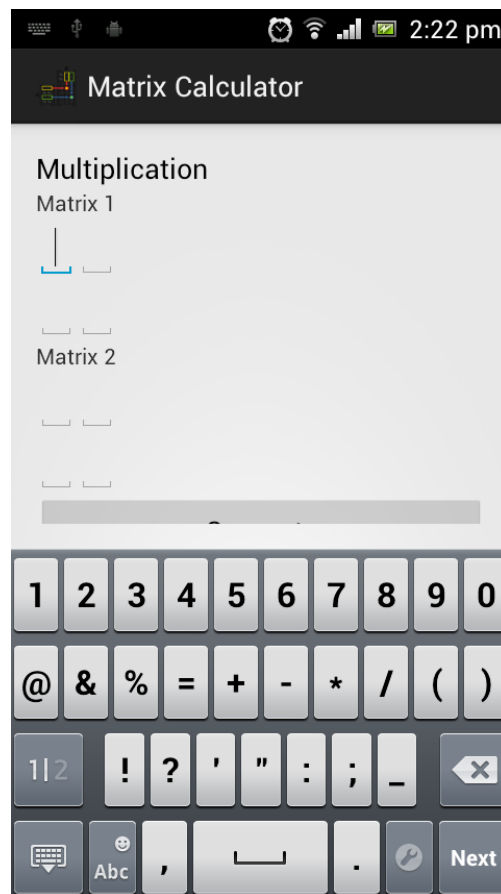 2:22 pm
Matrix Calculator
Multiplication
Matrix 1
Matrix 2
1 2 3 4 5 6 7 8 9 0
@ & % = + - * / ( )
1|2 ! ? ' " : ; _
Abc , . Next